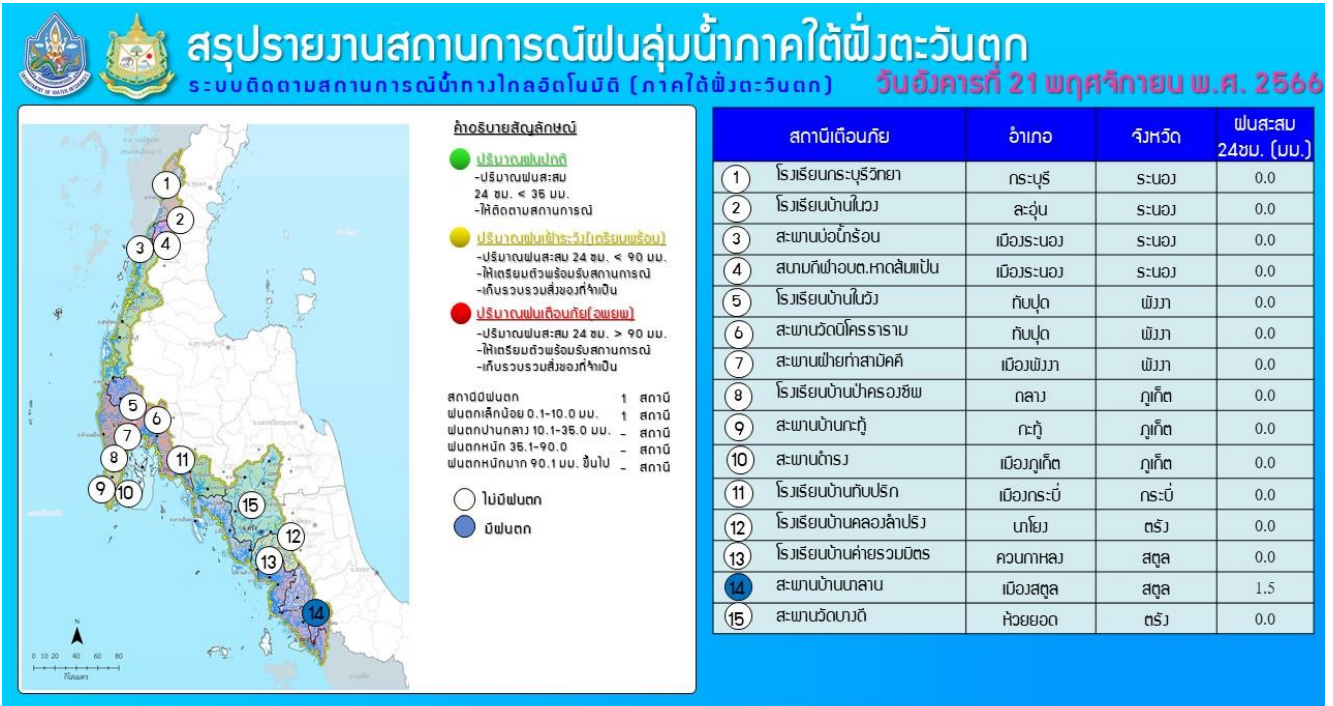 สรุปรายงานสถานการณ์ฝนลุ่มน้ำภาคใต้ฝั่งตะวันตก
ระบบติดตามสถานการณ์น้ำทางไกลอัตโนมัติ (ภาคใต้ฝั่งตะวันตก)
วันอังคารที่ 21 พฤศจิกายน พ.ศ. 2566
คำอธิบายสัญลักษณ์
ปริมาณฝนปกติ
-ปริมาณฝนสะสม
24 ชม. < 35 มม.
-ให้ติดตามสถานการณ์
ปริมาณฝนเฝ้าระวัง(เตรียมพร้อม)
-ปริมาณฝนสะสม 24 ชม. < 90 มม.
-ให้เตรียมตัวพร้อมรับสถานการณ์
-เก็บรวบรวมสิ่งของที่จำเป็น
ปริมาณฝนเตือนภัย(อพยพ)
-ปริมาณฝนสะสม 24 ชม. > 90 มม.
-ให้เตรียมตัวพร้อมรับสถานการณ์
-เก็บรวบรวมสิ่งของที่จำเป็น
สถานีมีฝนตก 1 สถานี
ฝนตกเล็กน้อย 0.1-10.0 มม. 1 สถานี
ฝนตกปานกลาง 10.1-35.0 มม. - สถานี
ฝนตกหนัก 35.1-90.0 - สถานี
ฝนตกหนักมาก 90.1 มม. ขึ้นไป - สถานี
ไม่มีฝนตก
มีฝนตก
1
2
3 4
5
6
7
8
9 10
11
15
12
13
14
N
0 10 20 40 60 80
กิโลเมตร
สถานีเตือนภัย อำเภอ จังหวัด ฝนสะสม 24ชม. (มม.)
1 โรงเรียนกระบุรีวิทยา กระบุรี ระนอง 0.0
2 โรงเรียนบ้านในวง ละอุ่น ระนอง 0.0
3 สะพานบ่อน้ำร้อน เมืองระนอง ระนอง 0.0
4 สนามกีฬาอบต.หาดส้มแป้น เมืองระนอง ระนอง 0.0
5 โรงเรียนบ้านในวัง ทับปุด พังงา 0.0
6 สะพานวัดนิโครธาราม ทับปุด พังงา 0.0
7 สะพานฝ่ายท่าสามัคคี เมืองพังงา พังงา 0.0
8 โรงเรียนบ้านป่าครองชีพ ถลาง ภูเก็ต 0.0
9 สะพานบ้านกะทู้ กะทู้ ภูเก็ต 0.0
10 สะพานดำรง เมืองภูเก็ต ภูเก็ต 0.0
11 โรงเรียนบ้านทับปริก เมืองกระบี่ กระบี่ 0.0
12 โรงเรียนบ้านคลองลำปริง นาโยง ตรัง 0.0
13 โรงเรียนบ้านค่ายรวมมิตร ควนกาหลง สตูล 0.0
14 สะพานบ้านนาลาน เมืองสตูล สตูล 1.5
15 สะพานวัดบางดี ห้วยยอด ตรัง 0.0